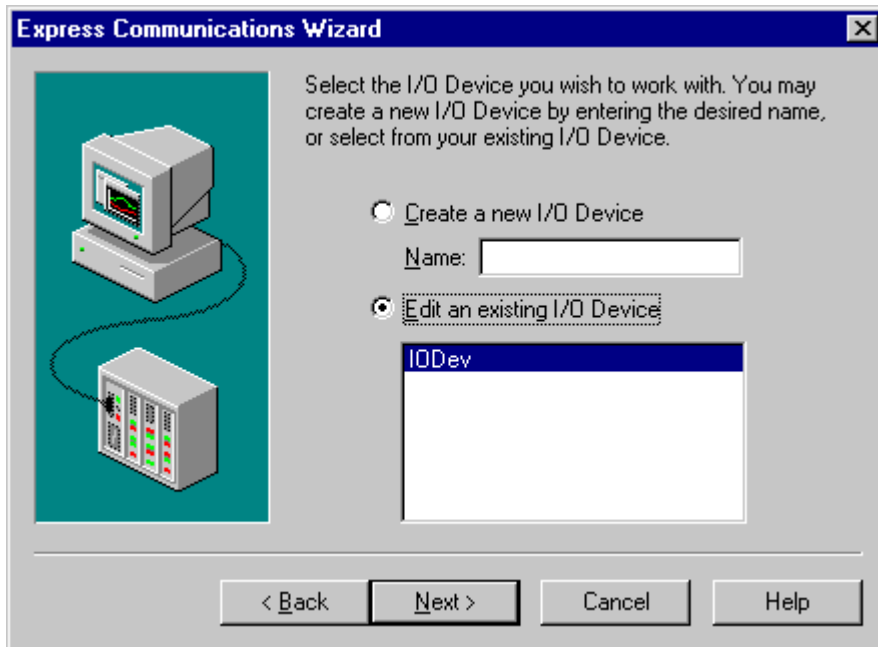 Express Communications Wizard
Select the I/O Device you wish to work with. You may
create a new I/O Device by entering the desired name,
or select from your existing I/O Device.
Create a new I/O Device
Name:
Edit an existing I/O Device
IODev
< Back
Next >
Cancel
Help